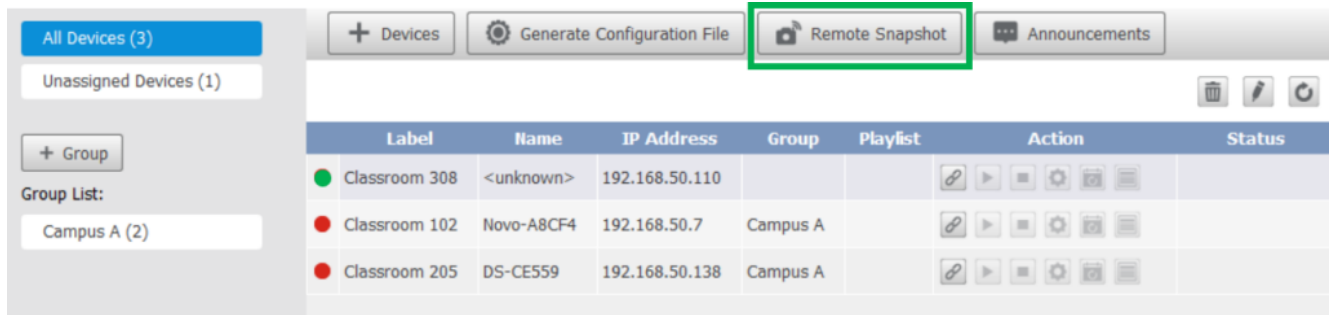 All Devices (3)
Unassigned Devices (1)
+ Group
Group List:
Campus A (2)
+ Devices Generate Configuration File Remote Snapshot Announcements
Label Name IP Address Group Playlist Action Status
Classroom 308 <unknown> 192.168.50.110
Classroom 102 Novo-A8CF4 192.168.50.7 Campus A
Classroom 205 DS-CE559 192.168.50.138 Campus A